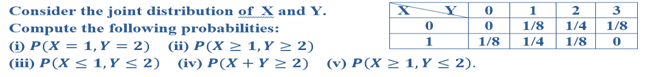 Consider the joint distribution of X and Y.
Compute the following probabilities:
(i) P(X = 1, Y = 2) (ii) P(X ≥ 1, Y ≥ 2)
(iii) P(X ≤ 1, Y ≤ 2) (iv) P(X + Y ≥ 2) (v) P(X ≥ 1, Y ≤ 2).
X Y 0 1 2 3
0 0 1/8 1/4 1/8
1 1/8 1/4 1/8 0